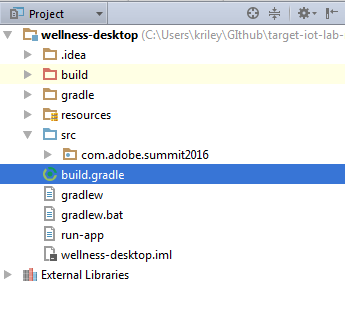 Project
wellness-desktop (C:\Users\kriley\GIthub\target-iot-lab-
.idea
build
gradle
resources
src
com.adobe.summit2016
build.gradle
gradlew
gradlew.bat
run-app
wellness-desktop.iml
External Libraries